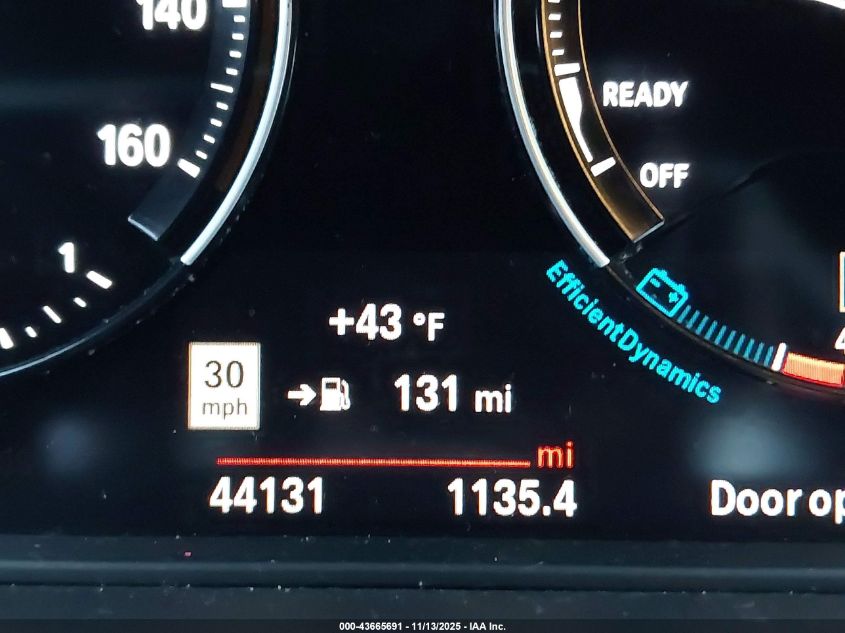 140
160
1
READY
OFF
EfficientDynamics
+43 °F
30
mph
131 mi
mi
44131 1135.4
Door op
000-43665691 - 11/13/2025 - IAA Inc.